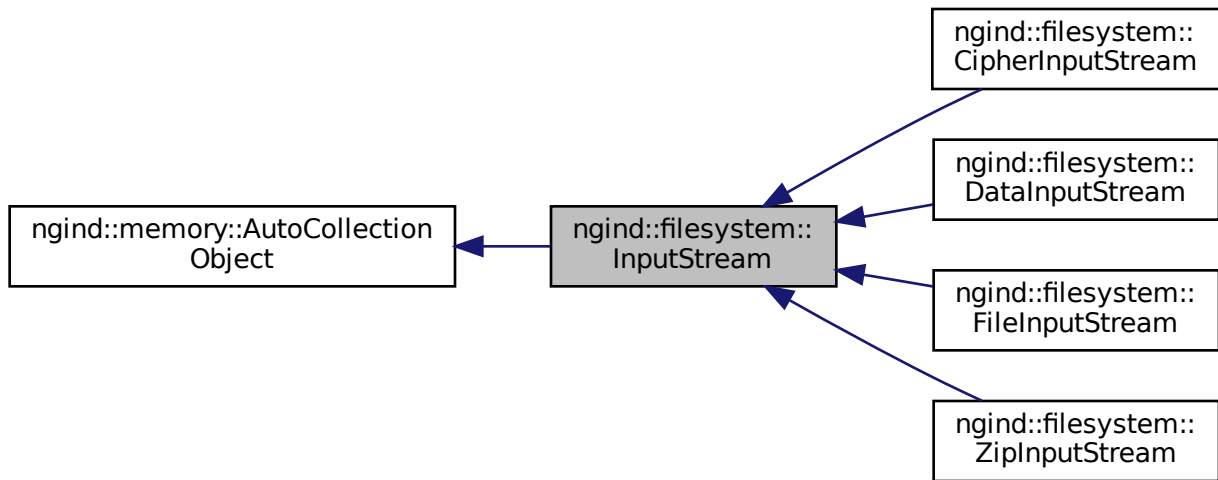 ngind::memory::AutoCollection
Object
ngind::filesystem::
InputStream
ngind::filesystem::
CipherInputStream
ngind::filesystem::
DataInputStream
ngind::filesystem::
FileInputStream
ngind::filesystem::
ZipInputStream